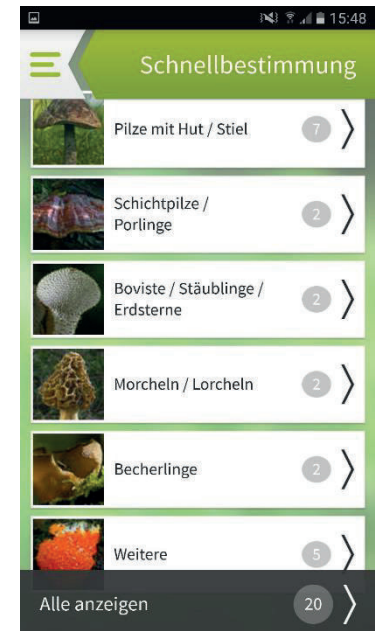 15:48
Schnellbestimmung
Pilze mit Hut / Stiel 7
Schichtpilze /
Porlinge 2
Boviste / Stäublinge /
Erdsterne 2
Morcheln / Lorcheln 2
Becherlinge 2
Weitere 5
Alle anzeigen 20